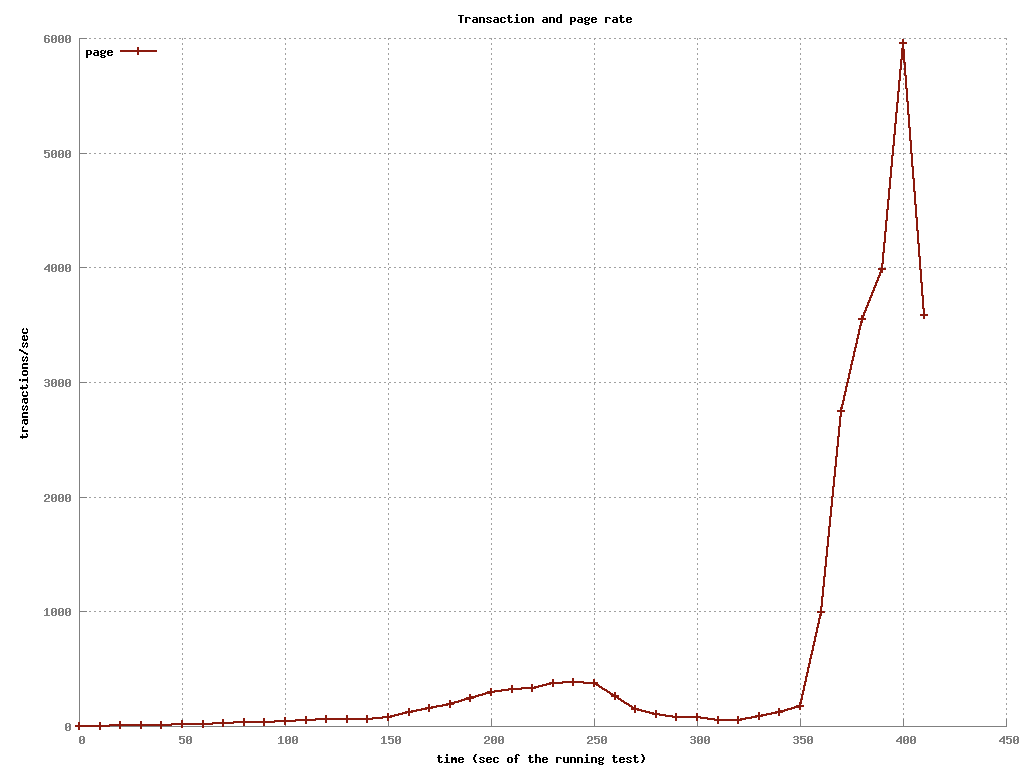 Transaction and page rate
page
6000
5000
4000
3000
2000
1000
0
transactions/sec
0 50 100 150 200 250 300 350 400 450
time (sec of the running test)